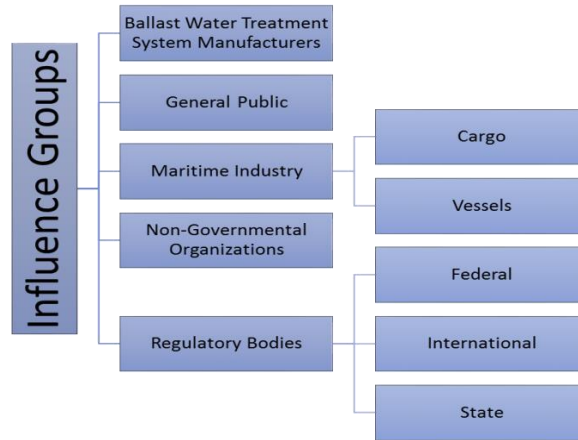 Influence Groups
Ballast Water Treatment
System Manufacturers
General Public
Maritime Industry
Cargo
Vessels
Non-Governmental
Organizations
Regulatory Bodies
Federal
International
State